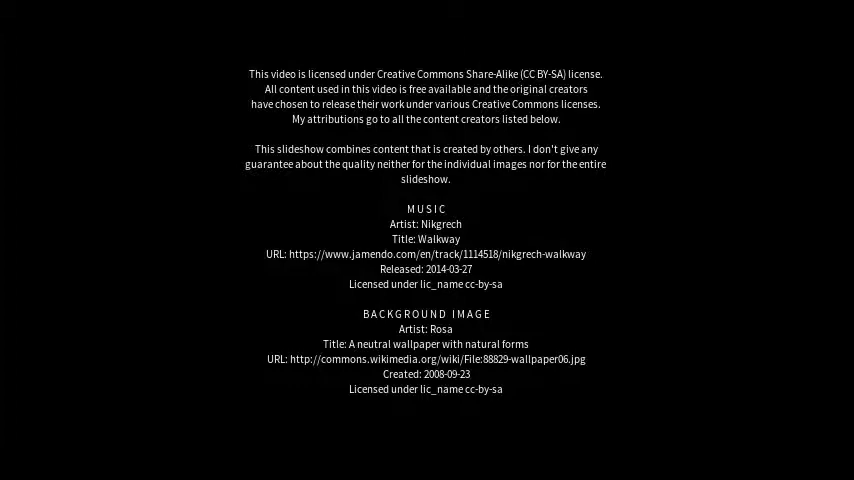 This video is licensed under Creative Commons Share-Alike (CC BY-SA) license.
All content used in this video is free available and the original creators
have chosen to release their work under various Creative Commons licenses.
My attributions go to all the content creators listed below.
This slideshow combines content that is created by others. I don't give any
guarantee about the quality neither for the individual images nor for the entire
slideshow.
MUSIC
Artist: Nikgrech
Title: Walkway
URL: https://www.jamendo.com/en/track/1114518/nikgrech-walkway
Released: 2014-03-27
Licensed under lic_name cc-by-sa
BACKGROUND IMAGE
Artist: Rosa
Title: A neutral wallpaper with natural forms
URL: http://commons.wikimedia.org/wiki/File:88829-wallpaper06.jpg
Created: 2008-09-23
Licensed under lic_name cc-by-sa